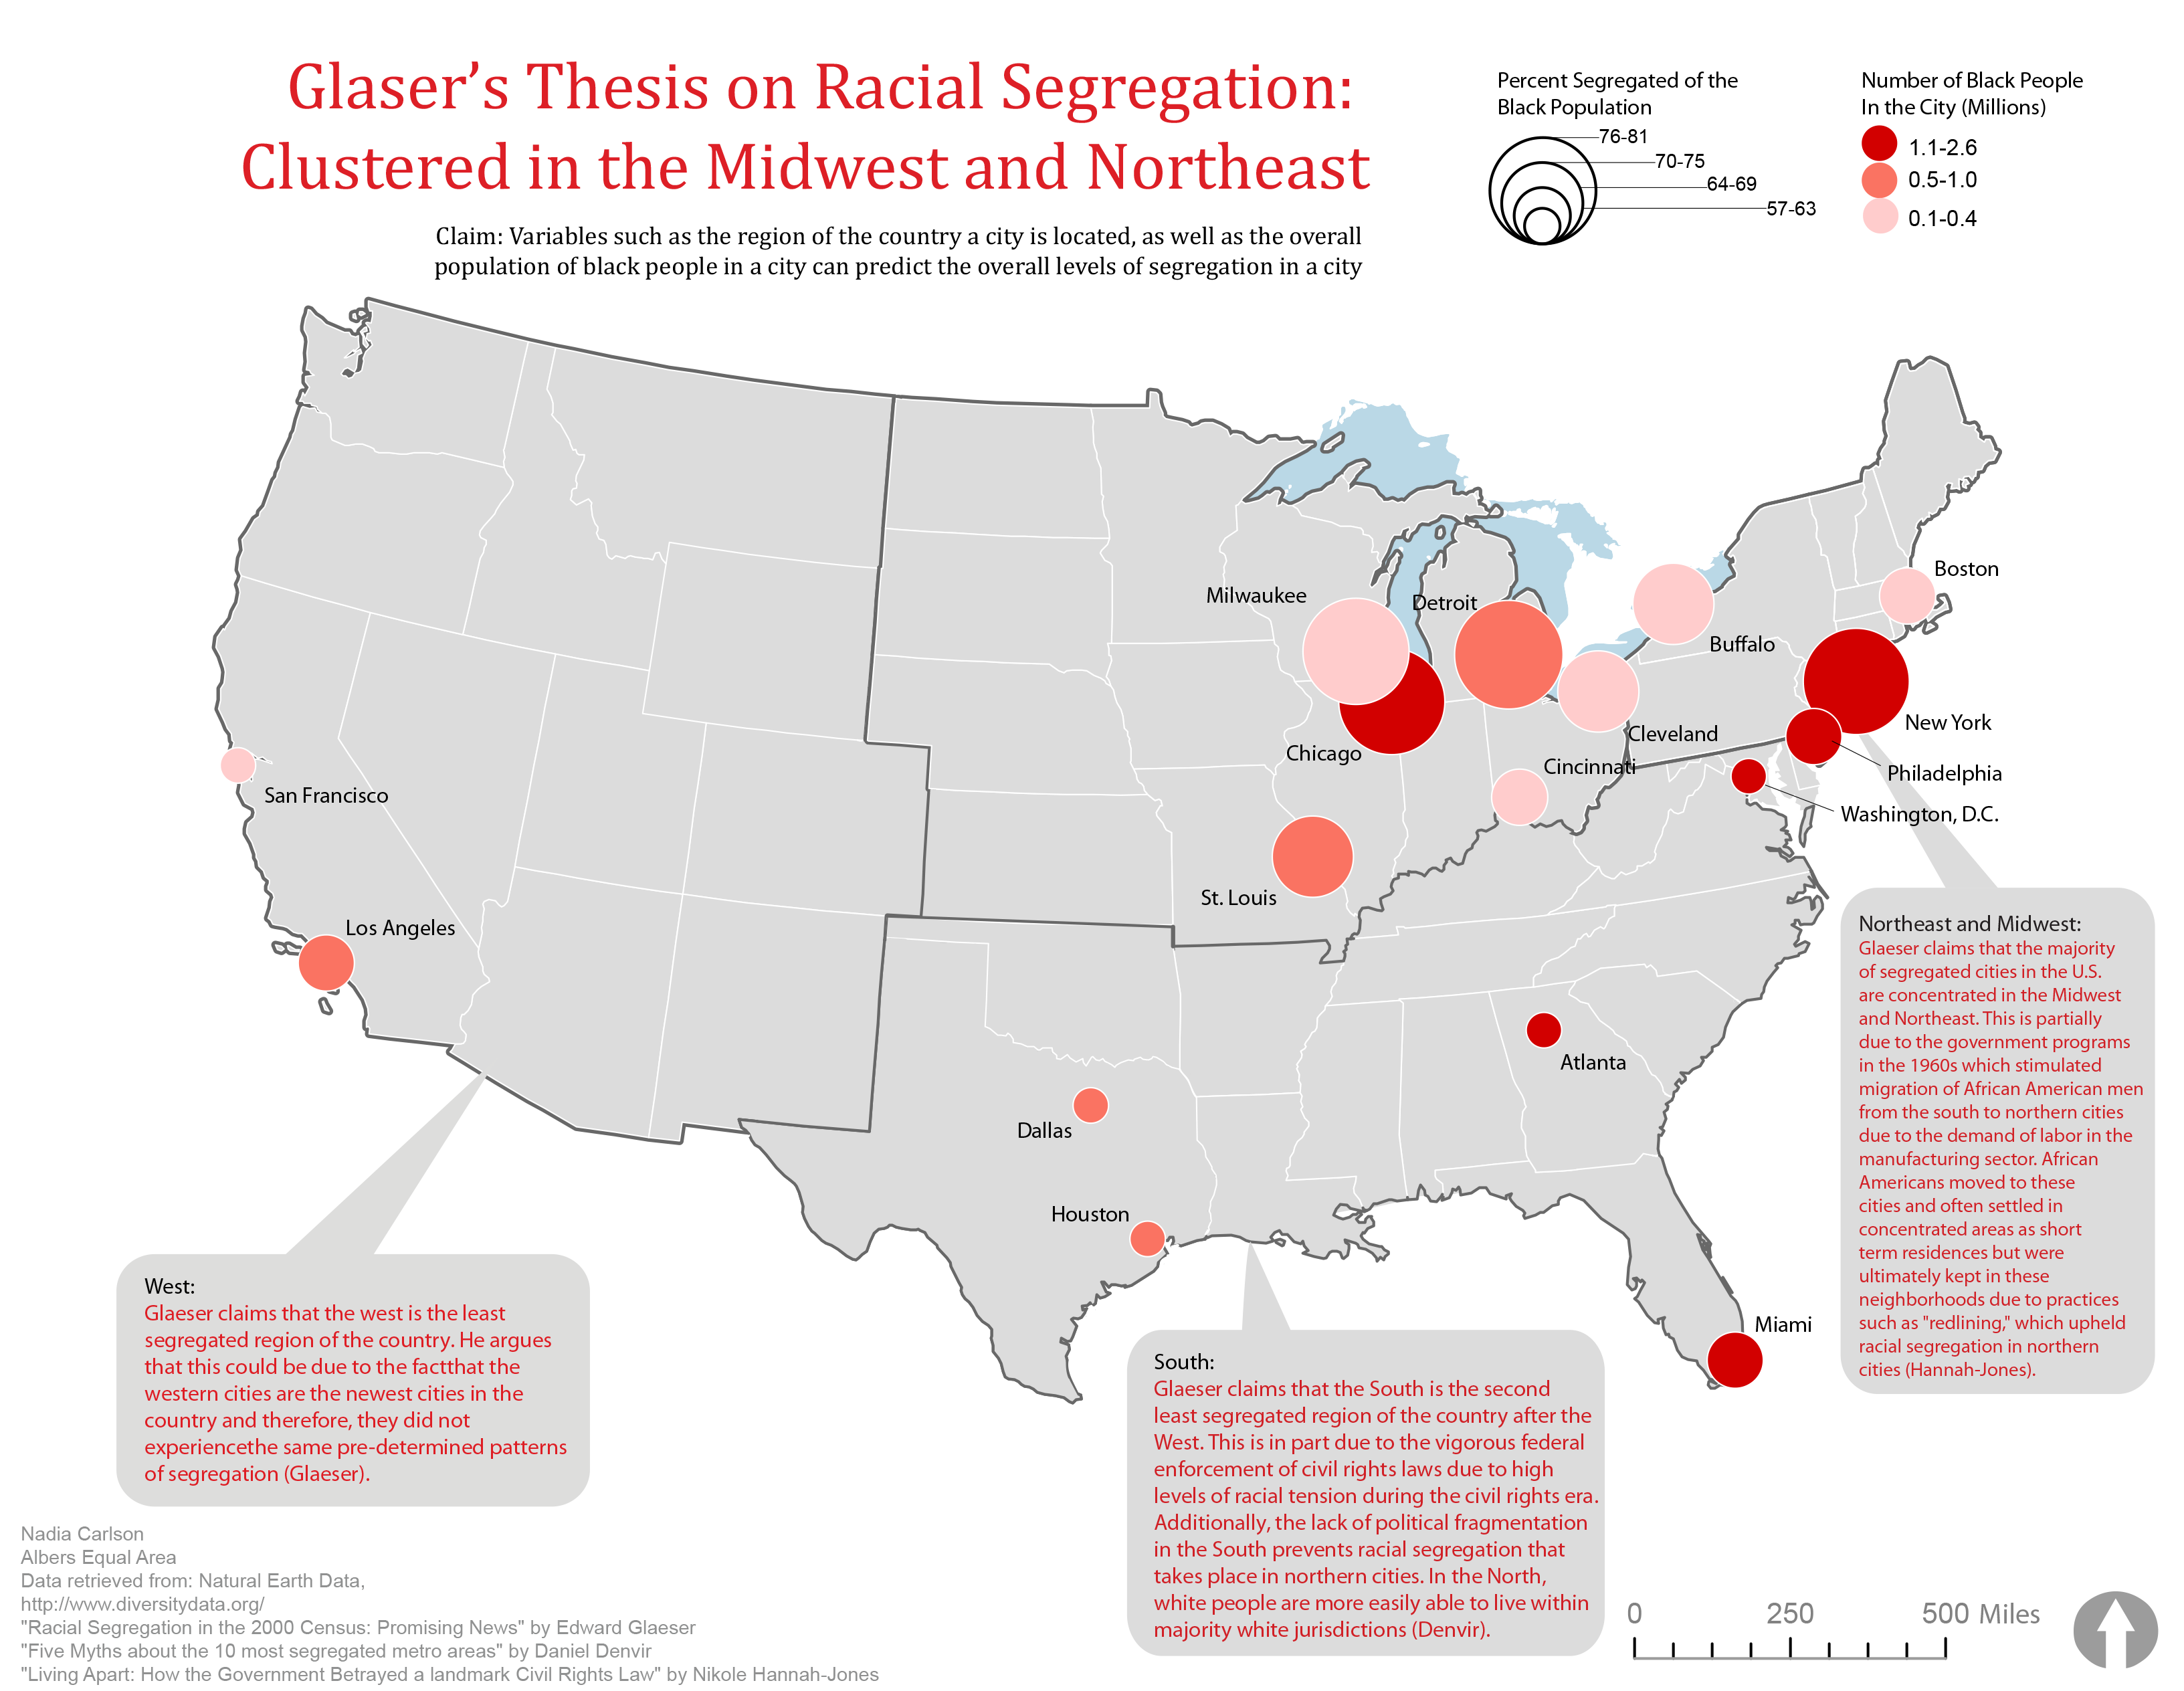 Glaser’s Thesis on Racial Segregation:
Clustered in the Midwest and Northeast
Claim: Variables such as the region of the country a city is located, as well as the overall
population of black people in a city can predict the overall levels of segregation in a city
Percent Segregated of the
Black Population
76-81
70-75
64-69
57-63
Number of Black People
In the City (Millions)
1.1-2.6
0.5-1.0
0.1-0.4
Boston
Milwaukee
Detroit
Buffalo
New York
Cleveland
Chicago
Cincinnati
Philadelphia
San Francisco
Washington, D.C.
St. Louis
Los Angeles
Atlanta
Dallas
Houston
Miami
Northeast and Midwest:
Glaeser claims that the majority
of segregated cities in the U.S.
are concentrated in the Midwest
and Northeast. This is partially
due to the government programs
in the 1960s which stimulated
migration of African American men
from the south to northern cities
due to the demand of labor in the
manufacturing sector. African
Americans moved to these
cities and often settled in
concentrated areas as short
term residences but were
ultimately kept in these
neighborhoods due to practices
such as "redlining," which upheld
racial segregation in northern
cities (Hannah-Jones).
West:
Glaeser claims that the west is the least
segregated region of the country. He argues
that this could be due to the factthat the
western cities are the newest cities in the
country and therefore, they did not
experiencethe same pre-determined patterns
of segregation (Glaeser).
South:
Glaeser claims that the South is the second
least segregated region of the country after the
West. This is in part due to the vigorous federal
enforcement of civil rights laws due to high
levels of racial tension during the civil rights era.
Additionally, the lack of political fragmentation
in the South prevents racial segregation that
takes place in northern cities. In the North,
white people are more easily able to live within
majority white jurisdictions (Denvir).
Nadia Carlson
Albers Equal Area
Data retrieved from: Natural Earth Data,
http://www.diversitydata.org/
"Racial Segregation in the 2000 Census: Promising News" by Edward Glaeser
"Five Myths about the 10 most segregated metro areas" by Daniel Denvir
"Living Apart: How the Government Betrayed a landmark Civil Rights Law" by Nikole Hannah-Jones
0 250 500 Miles